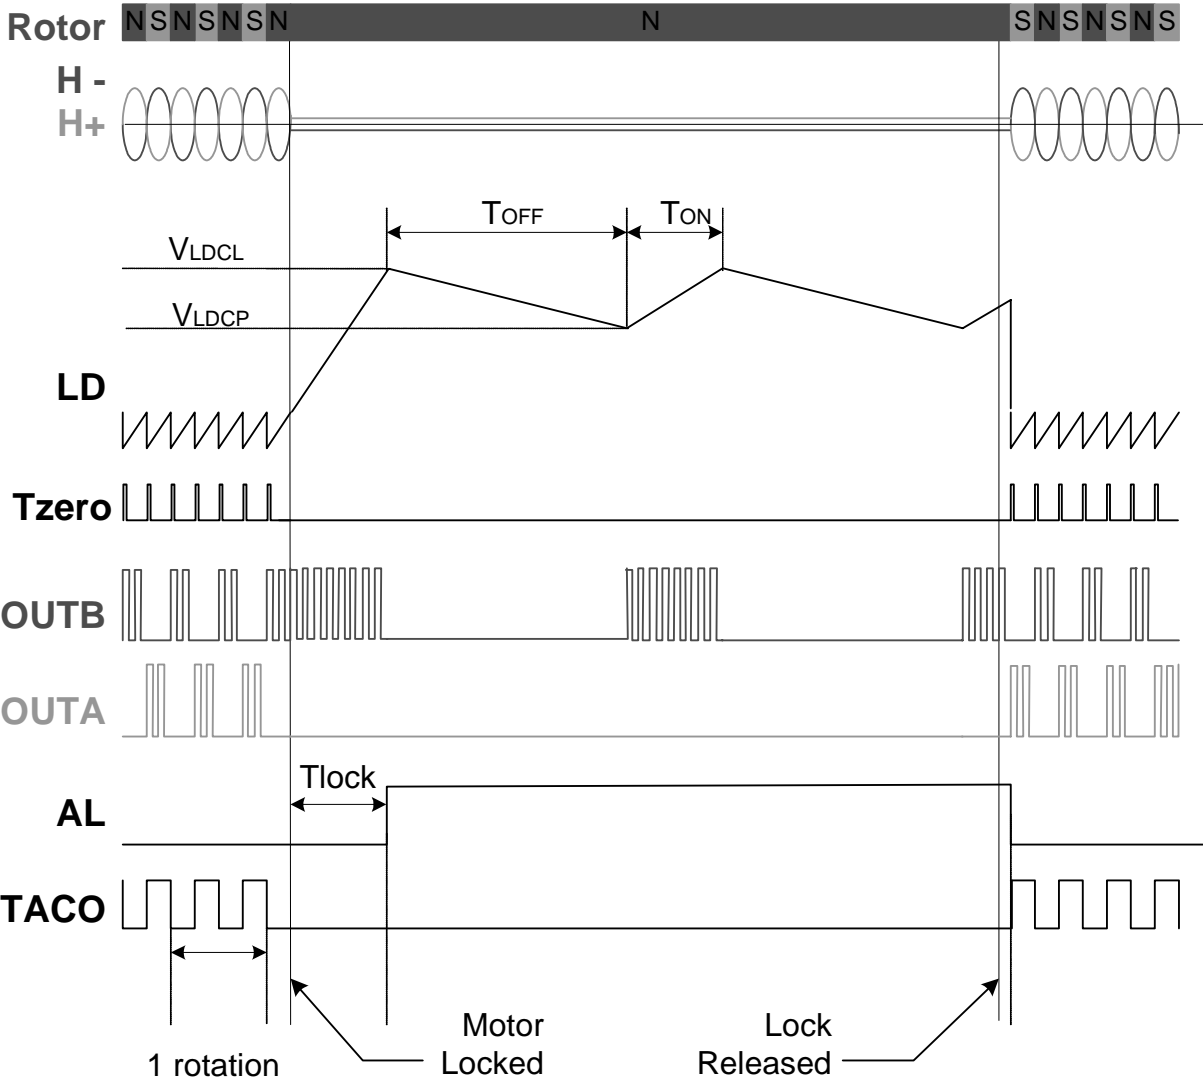 Rotor N S N S N S N N S N S N S N S
H -
H+
TOFF TON
VLDCL
VLDCP
LD
Tzero
OUTB
OUTA
Tlock
AL
TACO
Motor Locked
Lock Released
1 rotation